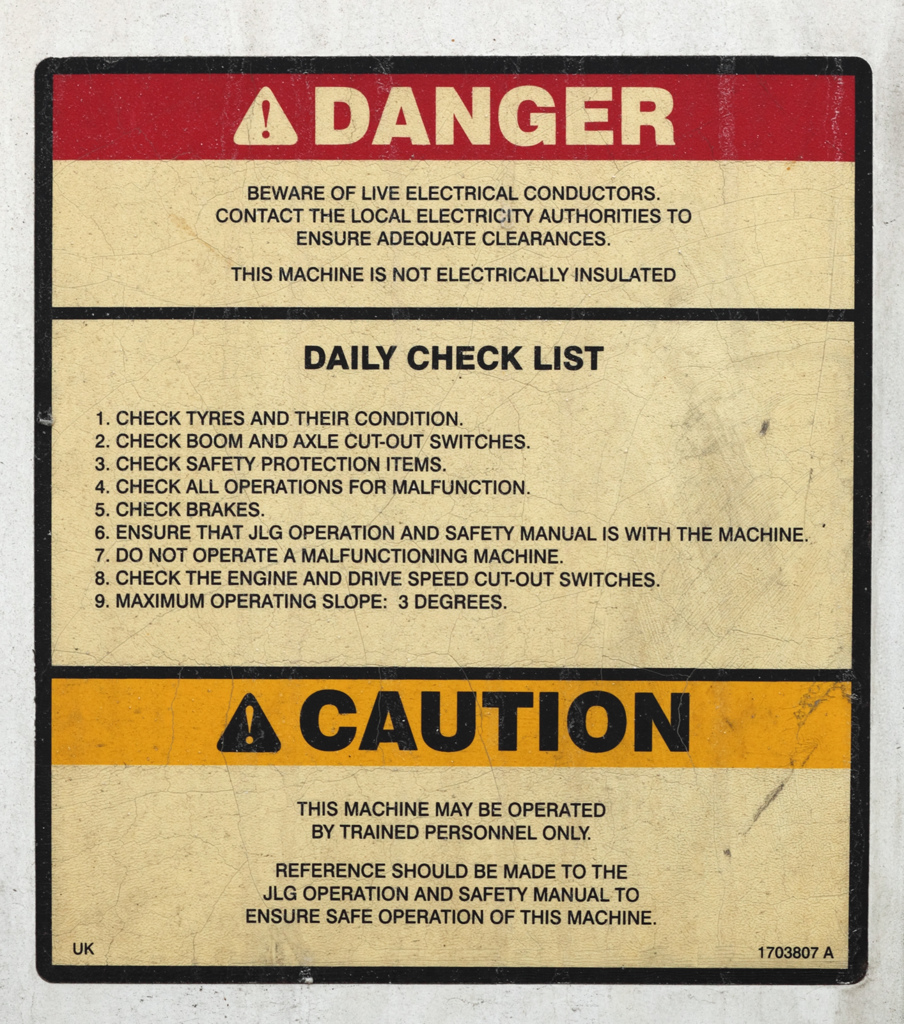 DANGER
BEWARE OF LIVE ELECTRICAL CONDUCTORS.
CONTACT THE LOCAL ELECTRICITY AUTHORITIES TO
ENSURE ADEQUATE CLEARANCES.
THIS MACHINE IS NOT ELECTRICALLY INSULATED
DAILY CHECK LIST
1. CHECK TYRES AND THEIR CONDITION.
2. CHECK BOOM AND AXLE CUT-OUT SWITCHES.
3. CHECK SAFETY PROTECTION ITEMS.
4. CHECK ALL OPERATIONS FOR MALFUNCTION.
5. CHECK BRAKES.
6. ENSURE THAT JLG OPERATION AND SAFETY MANUAL IS WITH THE MACHINE.
7. DO NOT OPERATE A MALFUNCTIONING MACHINE.
8. CHECK THE ENGINE AND DRIVE SPEED CUT-OUT SWITCHES.
9. MAXIMUM OPERATING SLOPE: 3 DEGREES.
CAUTION
THIS MACHINE MAY BE OPERATED
BY TRAINED PERSONNEL ONLY.
REFERENCE SHOULD BE MADE TO THE
JLG OPERATION AND SAFETY MANUAL TO
ENSURE SAFE OPERATION OF THIS MACHINE.
UK
1703807 A